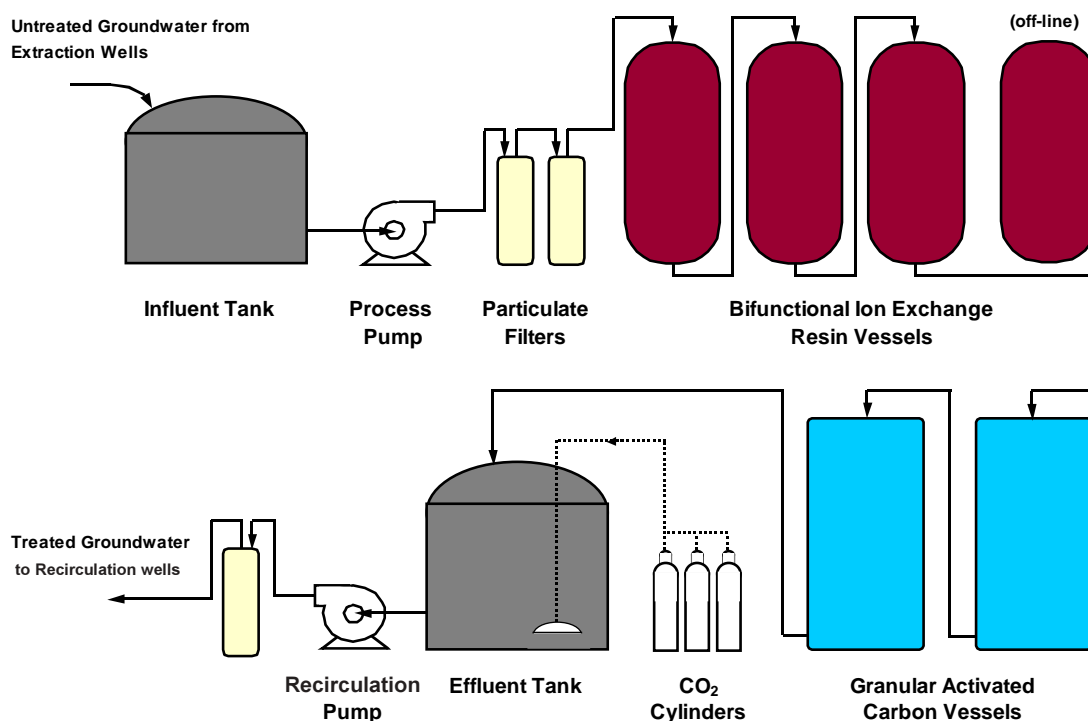 Untreated Groundwater from
Extraction Wells
(off-line)
Influent Tank
Process
Pump
Particulate
Filters
Bifunctional Ion Exchange
Resin Vessels
Treated Groundwater
to Recirculation wells
Recirculation
Pump
Effluent Tank
CO₂
Cylinders
Granular Activated
Carbon Vessels